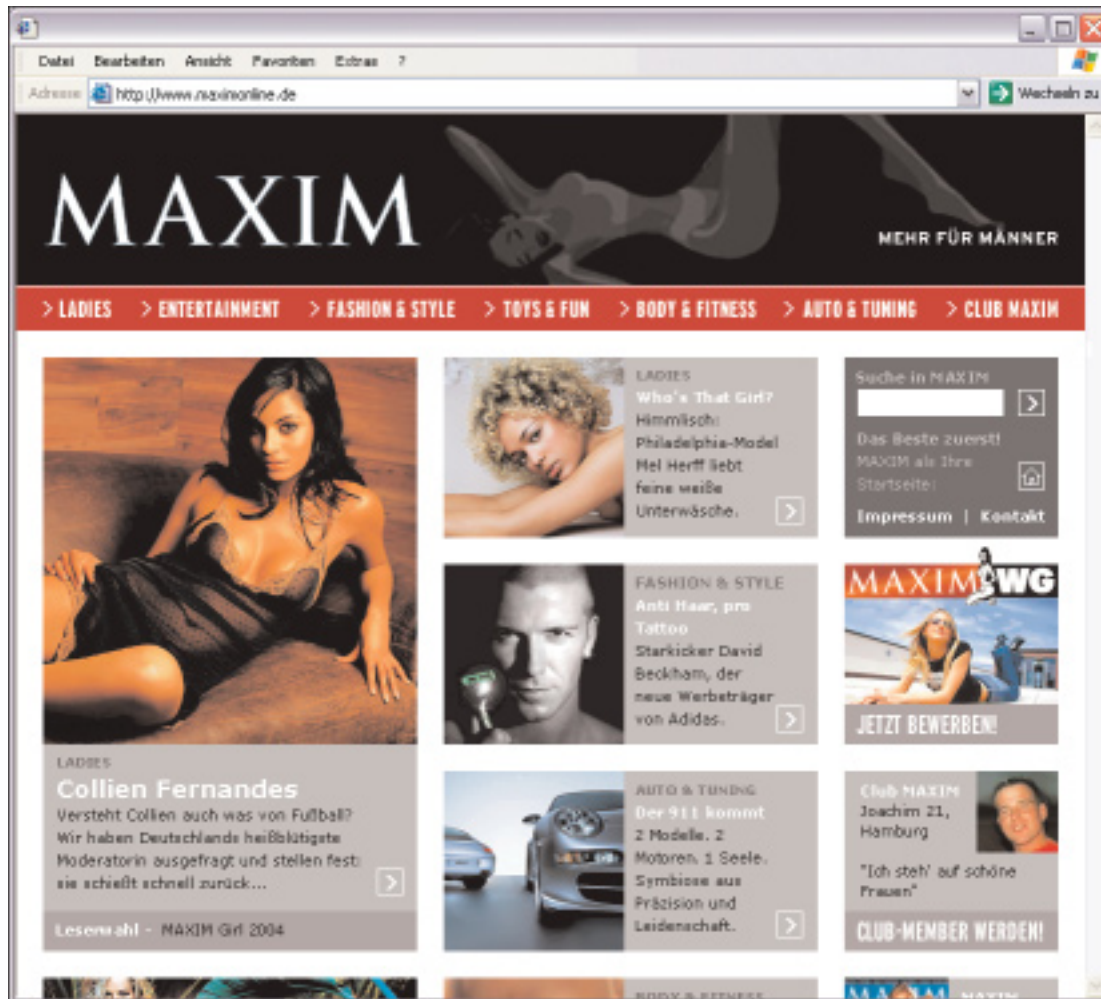 Datei Bearbeiten Ansicht Favoriten Extras ?
Adresse http://www.maximonline.de Wechseln zu
MAXIM
MEHR FÜR MÄNNER
> LADIES > ENTERTAINMENT > FASHION & STYLE > TOYS & FUN > BODY & FITNESS > AUTO & TUNING > CLUB MAXIM
LADIES
Collien Fernandes
Versteht Collien auch was von Fußball?
Wir haben Deutschlands heißblütigste
Moderatorin ausgefragt und stellen fest:
sie schießt schnell zurück...
Leserwahl - MAXIM Girl 2004
LADIES
Who's That Girl?
Himmlisch:
Philadelphia-Model
Mel Herff liebt
feine weiße
Unterwäsche.
FASHION & STYLE
Anti Haar, pro
Tattoo
Starkicker David
Beckham, der
neue Werbeträger
von Adidas.
AUTO & TUNING
Der 911 kommt
2 Modelle. 2
Motoren. 1 Seele.
Symbiose aus
Präzision und
Leidenschaft.
BODY & FITNESS
Suche in MAXIM
Das Beste zuerst!
MAXIM als Ihre
Startseite:
Impressum | Kontakt
MAXIM WG
JETZT BEWERBEN!
Club MAXIM
Joachim 21,
Hamburg
"Ich steh' auf schöne
Frauen"
CLUB-MEMBER WERDEN!
MAXIM MAXIM